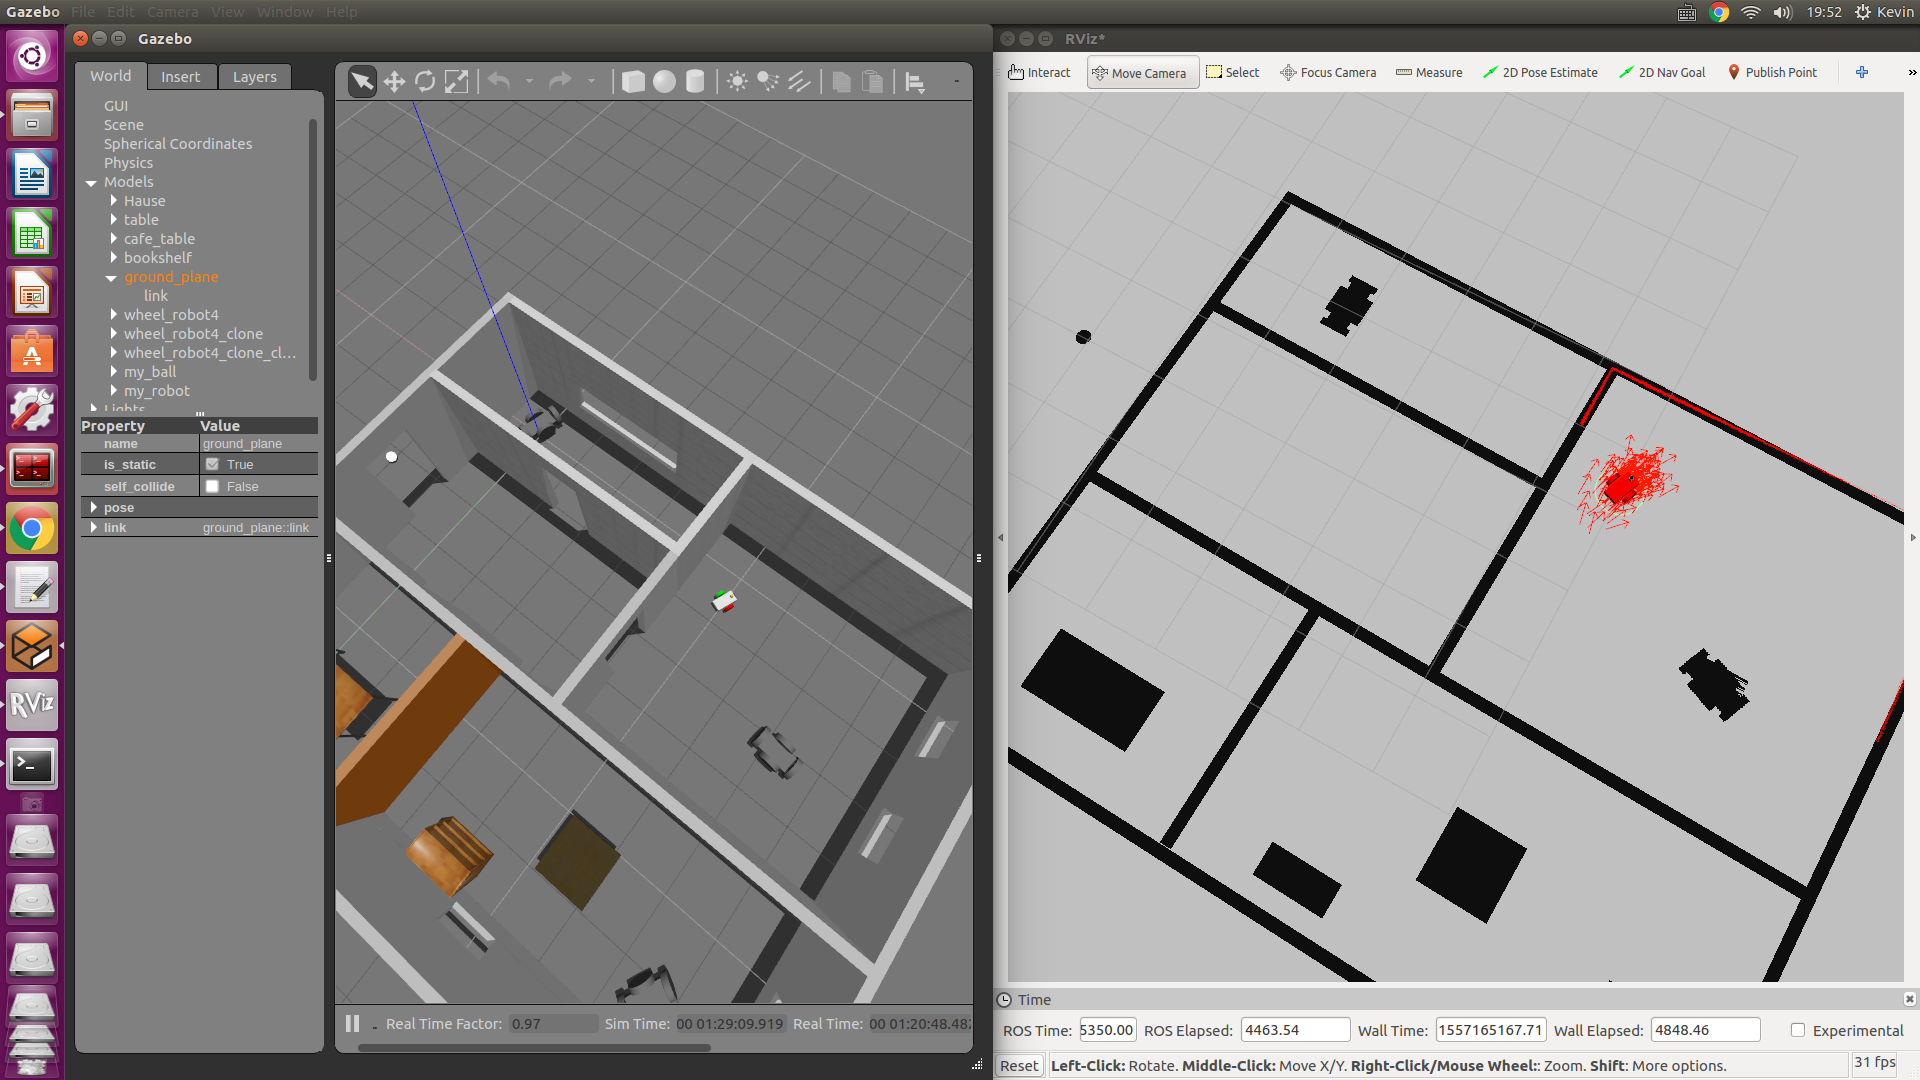 Gazebo File Edit Camera View Window Help
19:52 Kevin
Gazebo
World Insert Layers
GUI
Scene
Spherical Coordinates
Physics
Models
Hause
table
cafe_table
bookshelf
ground_plane
link
wheel_robot4
wheel_robot4_clone
wheel_robot4_clone_cl...
my_ball
my_robot
Lights
Property Value
name ground_plane
is_static True
self_collide False
pose
link ground_plane::link
Real Time Factor: 0.97 Sim Time: 00 01:29:09.919 Real Time: 00 01:20:48.48
RViz*
Interact Move Camera Select Focus Camera Measure 2D Pose Estimate 2D Nav Goal Publish Point
Time
ROS Time: 5350.00 ROS Elapsed: 4463.54 Wall Time: 1557165167.71 Wall Elapsed: 4848.46 Experimental
Reset Left-Click: Rotate. Middle-Click: Move X/Y. Right-Click/Mouse Wheel:: Zoom. Shift: More options. 31 fps
RViz